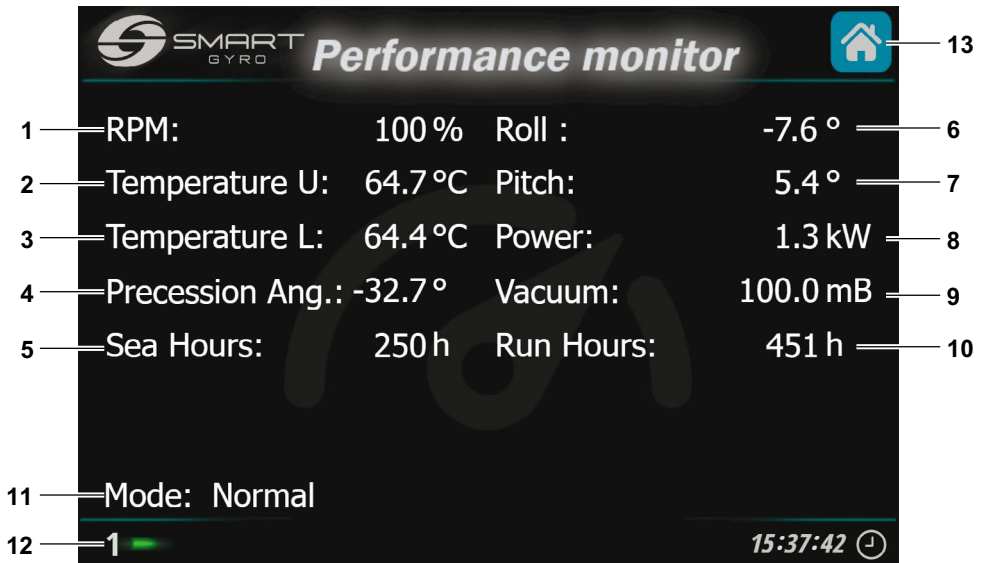 SMART
GYRO
Performance monitor
13
1 RPM: 100 % Roll : -7.6 ° 6
2 Temperature U: 64.7 °C Pitch: 5.4 ° 7
3 Temperature L: 64.4 °C Power: 1.3 kW 8
4 Precession Ang.: -32.7 ° Vacuum: 100.0 mB 9
5 Sea Hours: 250 h Run Hours: 451 h 10
11 Mode: Normal
12 1 15:37:42